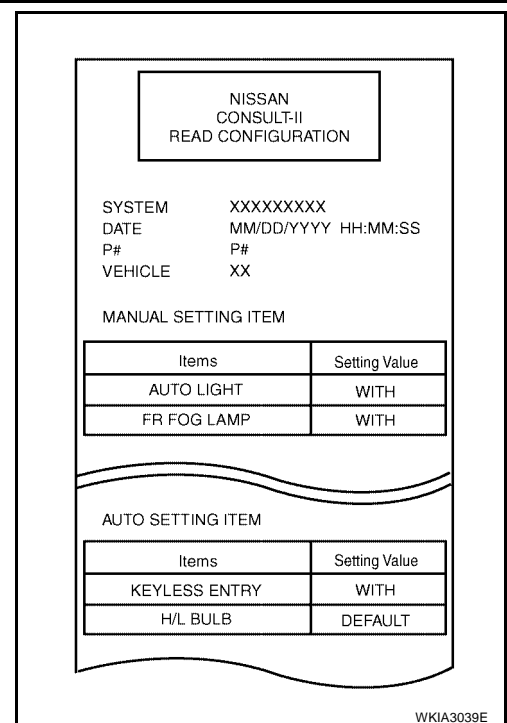 NISSAN
CONSULT-II
READ CONFIGURATION
SYSTEM XXXXXXXXX
DATE MM/DD/YYYY HH:MM:SS
P# P#
VEHICLE XX
MANUAL SETTING ITEM
Items Setting Value
AUTO LIGHT WITH
FR FOG LAMP WITH
AUTO SETTING ITEM
Items Setting Value
KEYLESS ENTRY WITH
H/L BULB DEFAULT
WKIA3039E